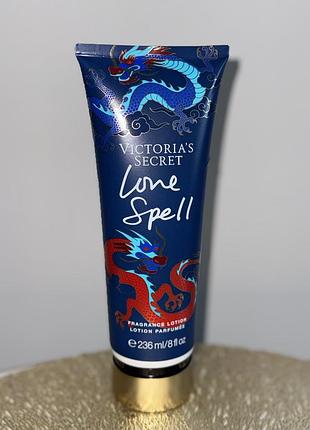 VICTORIA'S
SECRET
Love
Spell
FRAGRANCE LOTION
LOTION PARFUMÉE
e 236 ml/8 fl oz